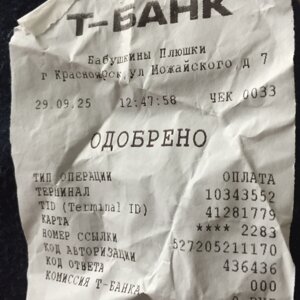 Т-БАНК
Бабушкины Плюшки
г Красноярск, ул Можайского, Д 7
29.09.25 12:47:58 ЧЕК 0033
ОДОБРЕНО
ТИП ОПЕРАЦИИ ОПЛАТА
ТЕРМИНАЛ 10343552
TID (Terminal ID) 41281779
КАРТА **** 2283
НОМЕР ССЫЛКИ 527205211170
КОД АВТОРИЗАЦИИ 436436
КОД ОТВЕТА 000
КОМИССИЯ Т-БАНКА